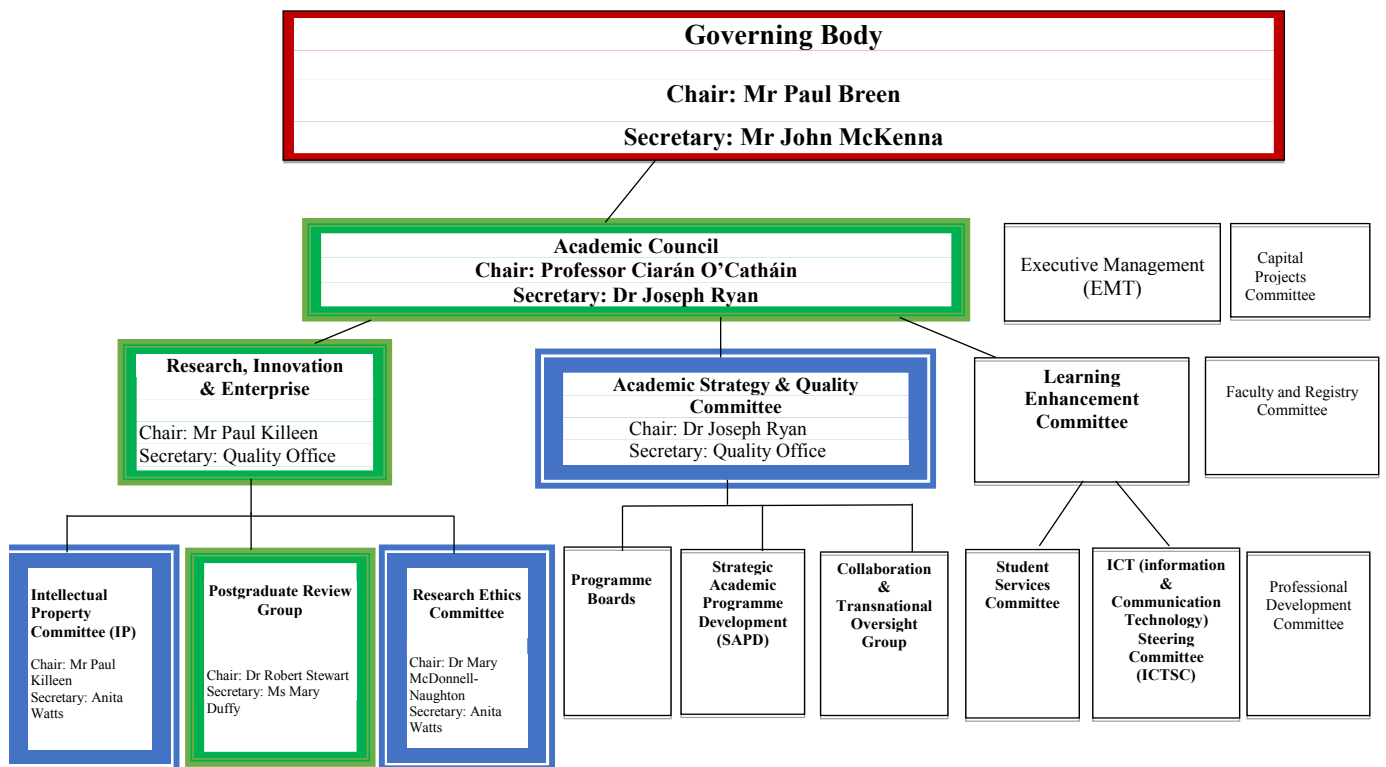 Governing Body
Chair: Mr Paul Breen
Secretary: Mr John McKenna
Academic Council
Chair: Professor Ciarán O’Catháin
Secretary: Dr Joseph Ryan
Executive Management
(EMT)
Capital
Projects
Committee
Research, Innovation
& Enterprise
Chair: Mr Paul Killeen
Secretary: Quality Office
Academic Strategy & Quality
Committee
Chair: Dr Joseph Ryan
Secretary: Quality Office
Learning
Enhancement
Committee
Faculty and Registry
Committee
Intellectual
Property
Committee (IP)
Chair: Mr Paul
Killeen
Secretary: Anita
Watts
Postgraduate Review
Group
Chair: Dr Robert Stewart
Secretary: Ms Mary
Duffy
Research Ethics
Committee
Chair: Dr Mary
McDonnell-
Naughton
Secretary: Anita
Watts
Programme
Boards
Strategic
Academic
Programme
Development
(SAPD)
Collaboration
&
Transnational
Oversight
Group
Student
Services
Committee
ICT (information
&
Communication
Technology)
Steering
Committee
(ICTSC)
Professional
Development
Committee